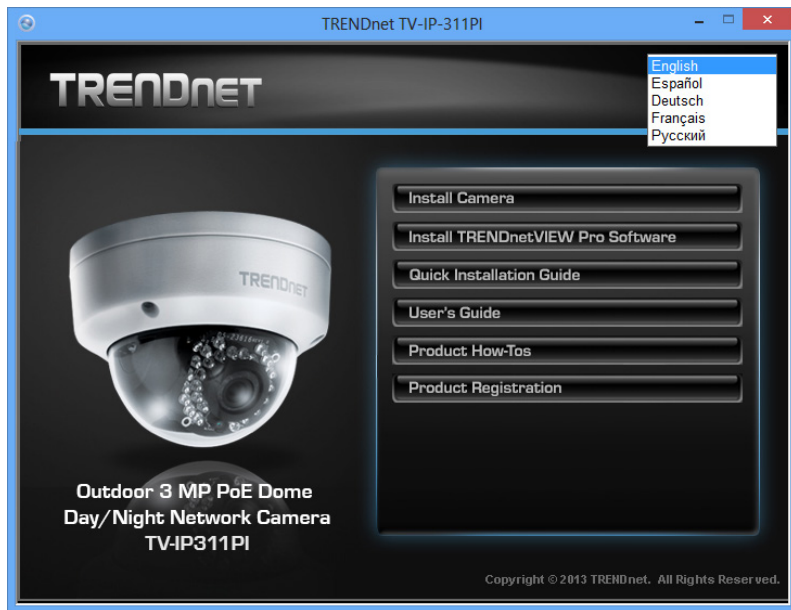 TRENDnet TV-IP-311PI
TRENDNET
English
Español
Deutsch
Français
Русский
Install Camera
Install TRENDnetVIEW Pro Software
Quick Installation Guide
User's Guide
Product How-Tos
Product Registration
TRENDNET
Outdoor 3 MP PoE Dome
Day/Night Network Camera
TV-IP311PI
Copyright © 2013 TRENDnet. All Rights Reserved.